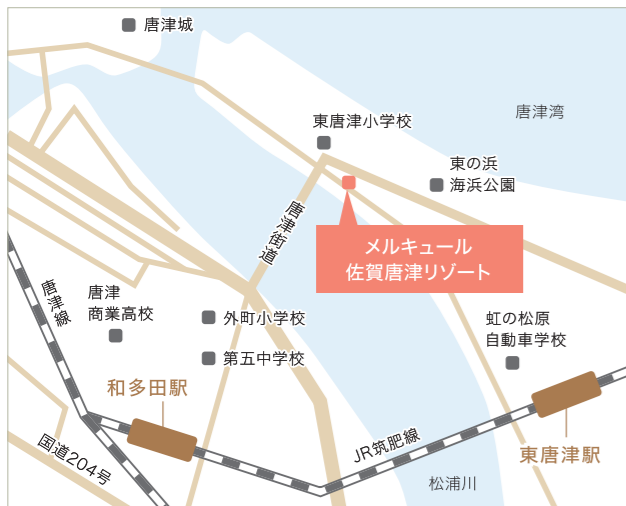 唐津城
唐津湾
東唐津小学校
東の浜
海浜公園
唐津街道
メルキュール
佐賀唐津リゾート
唐津線
唐津
商業高校
外町小学校
虹の松原
自動車学校
第五中学校
和多田駅
国道204号
JR筑肥線
東唐津駅
松浦川